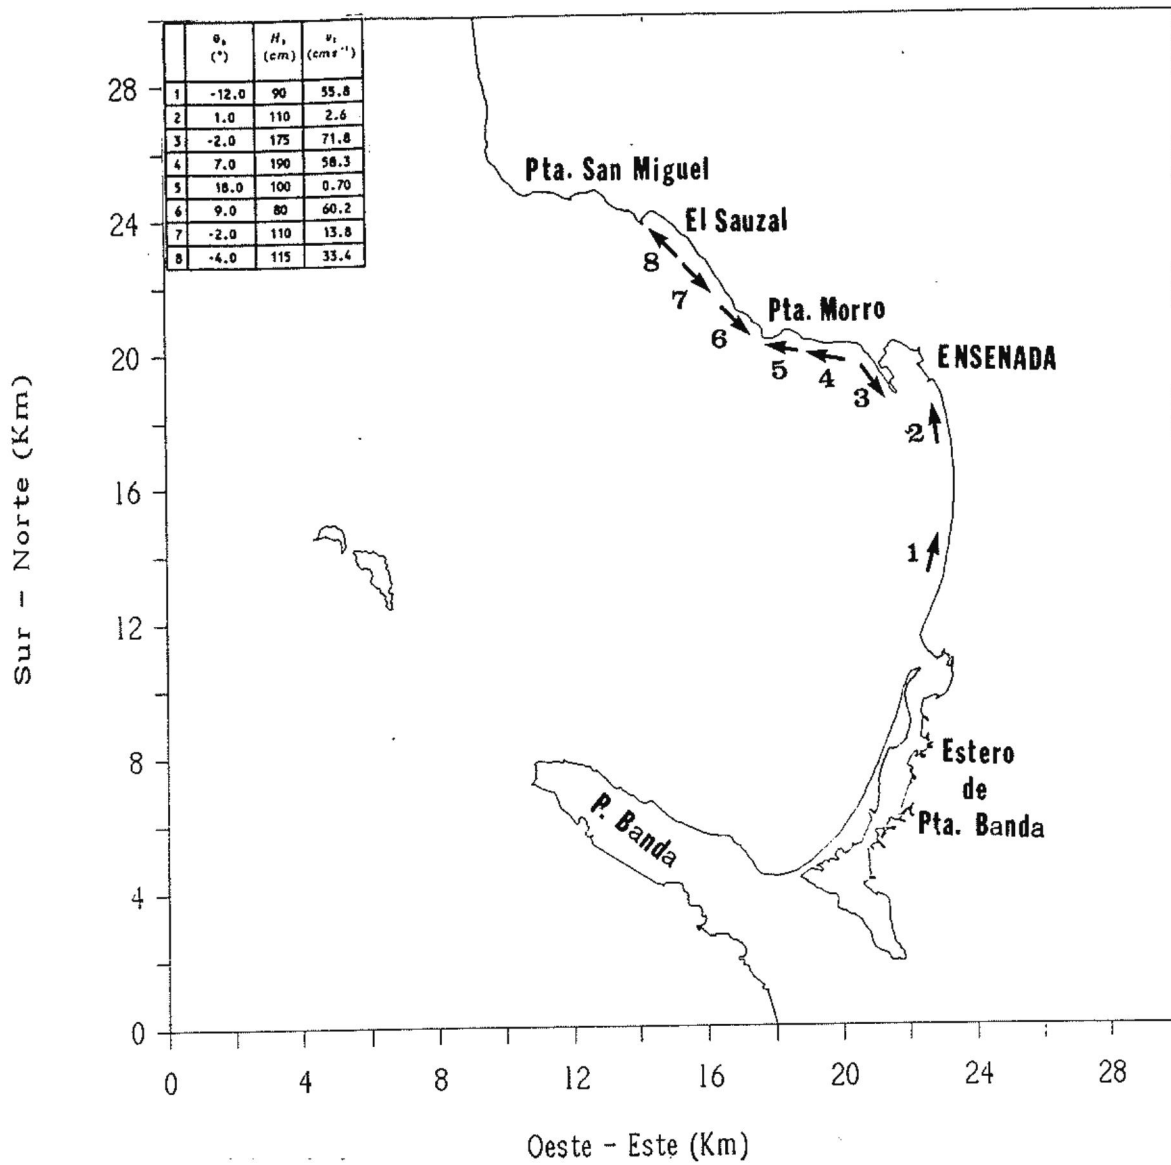 θb Hb vl
(°) (cm) (cms⁻¹)
1 -12.0 90 55.8
2 1.0 110 2.6
3 -2.0 175 71.8
4 7.0 190 58.3
5 18.0 100 0.70
6 9.0 80 60.2
7 -2.0 110 13.8
8 -4.0 115 33.4
28
Pta. San Miguel
24
El Sauzal
8
7
Pta. Morro
6
20
ENSENADA
5
4
3
2
16
1
12
8
Estero
de
Pta. Banda
P. Banda
4
0
Sur - Norte (Km)
0 4 8 12 16 20 24 28
Oeste - Este (Km)